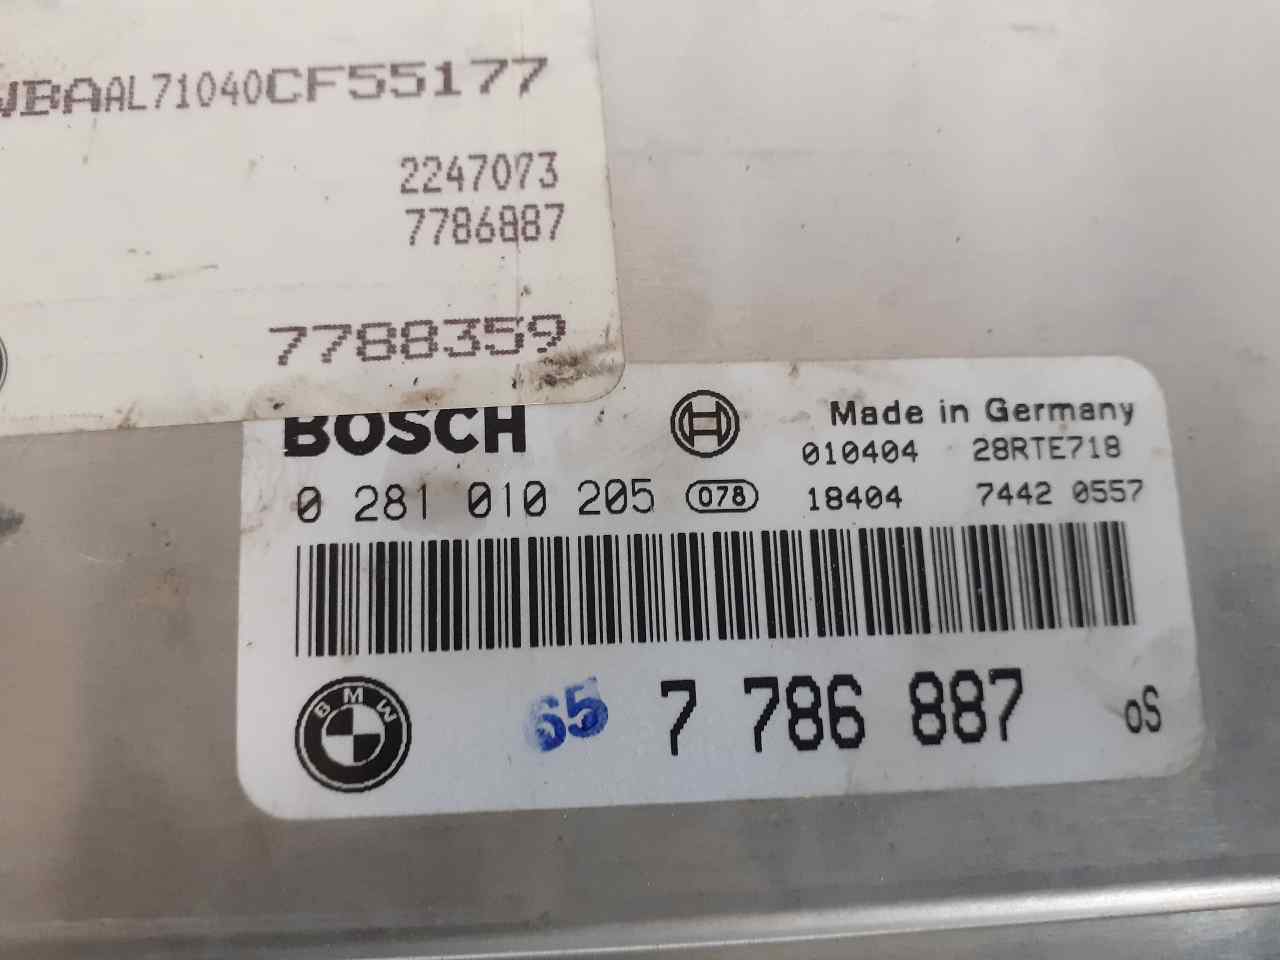 WBAAL71040CF55177
2247073
7786887
7788359
BOSCH
Made in Germany
010404 28RTE718
0 281 010 205 078 18404 7442 0557
BMW
65 7 786 887 oS